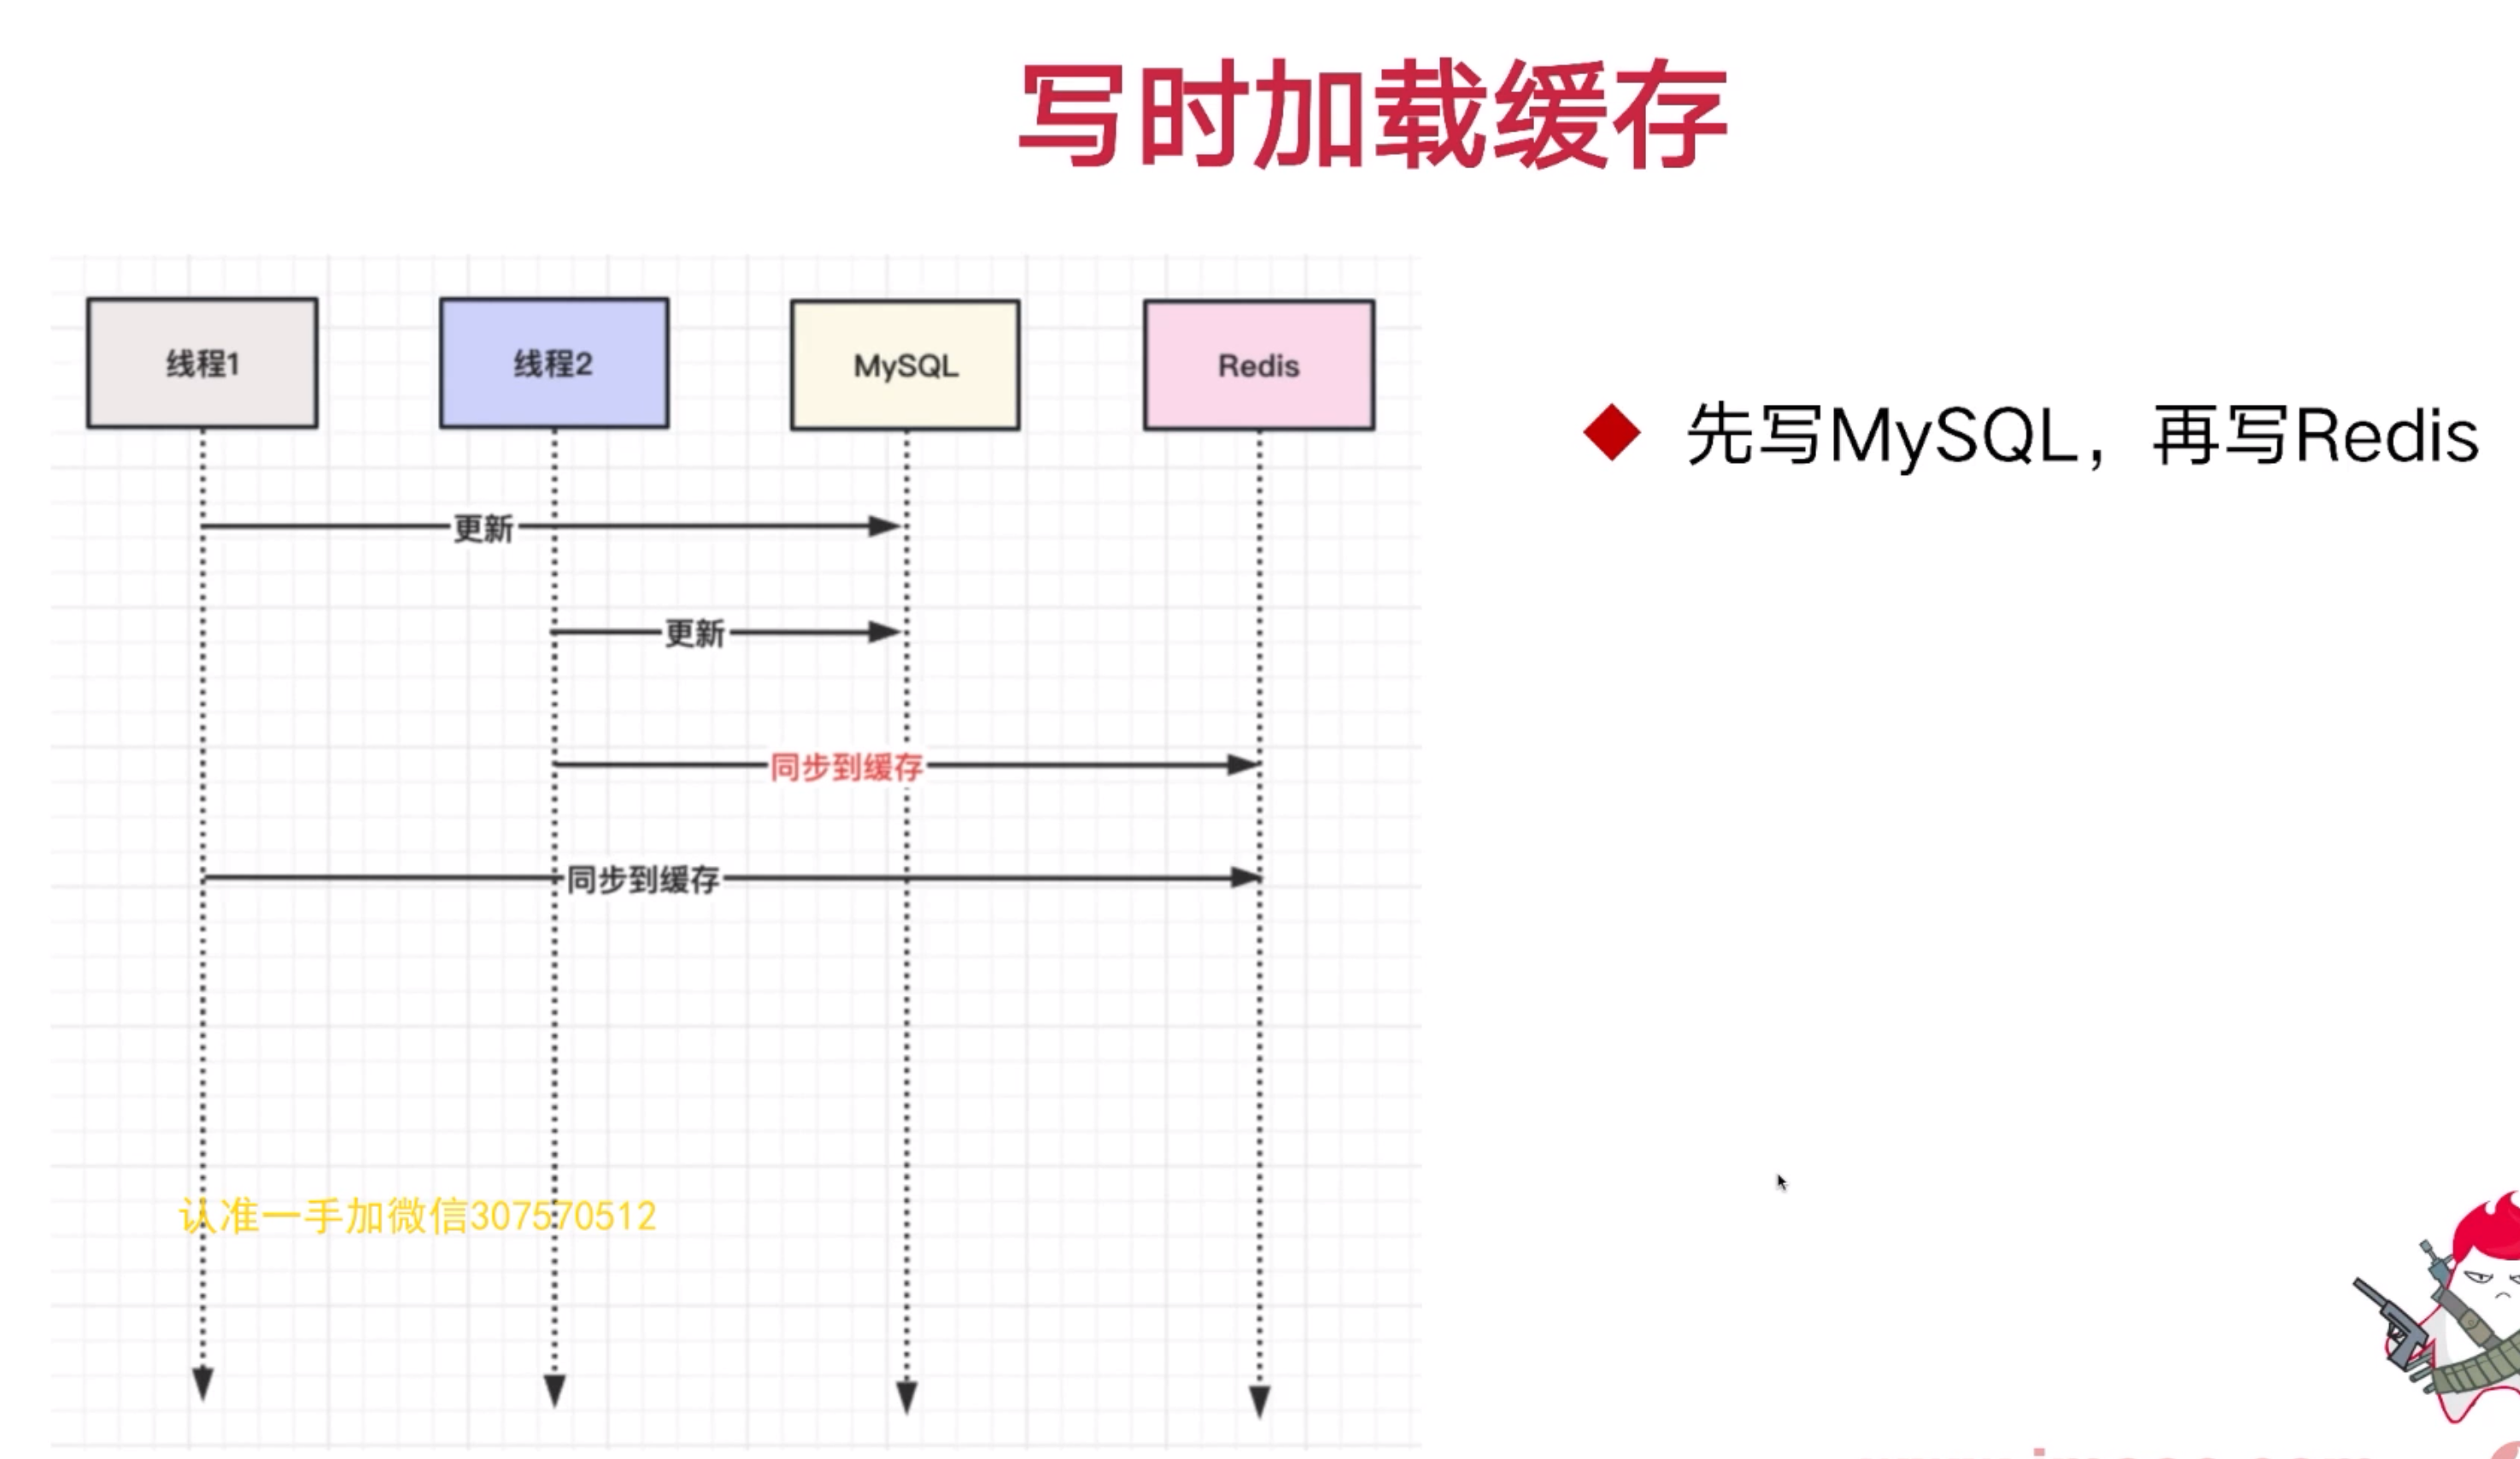 写时加载缓存
线程1
线程2
MySQL
Redis
先写MySQL，再写Redis
更新
更新
同步到缓存
同步到缓存
认准一手加微信307570512